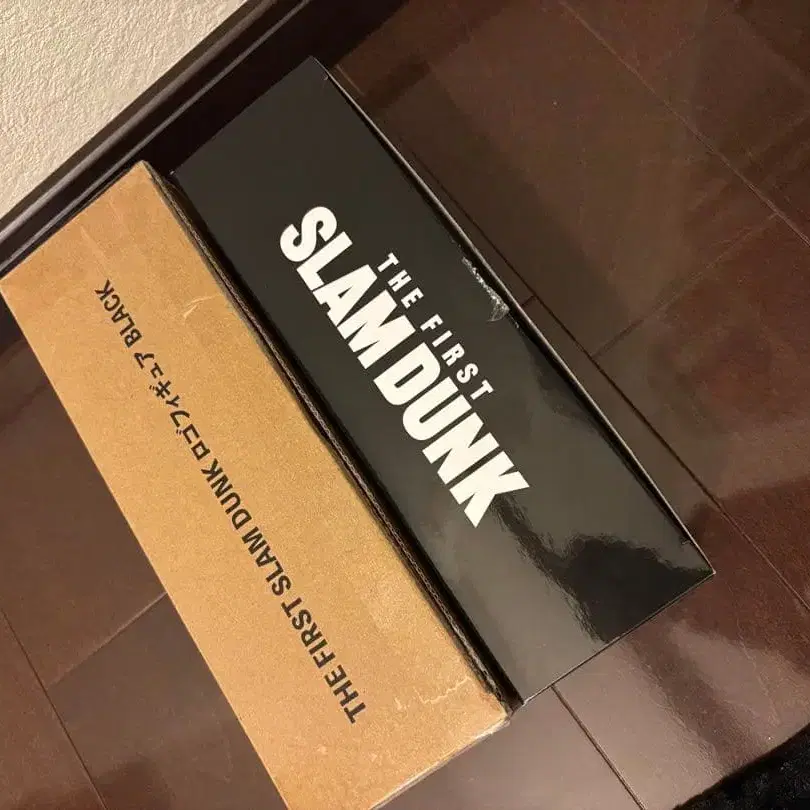 THE FIRST
SLAM DUNK
THE FIRST SLAM DUNK ロゴフィギュア BLACK